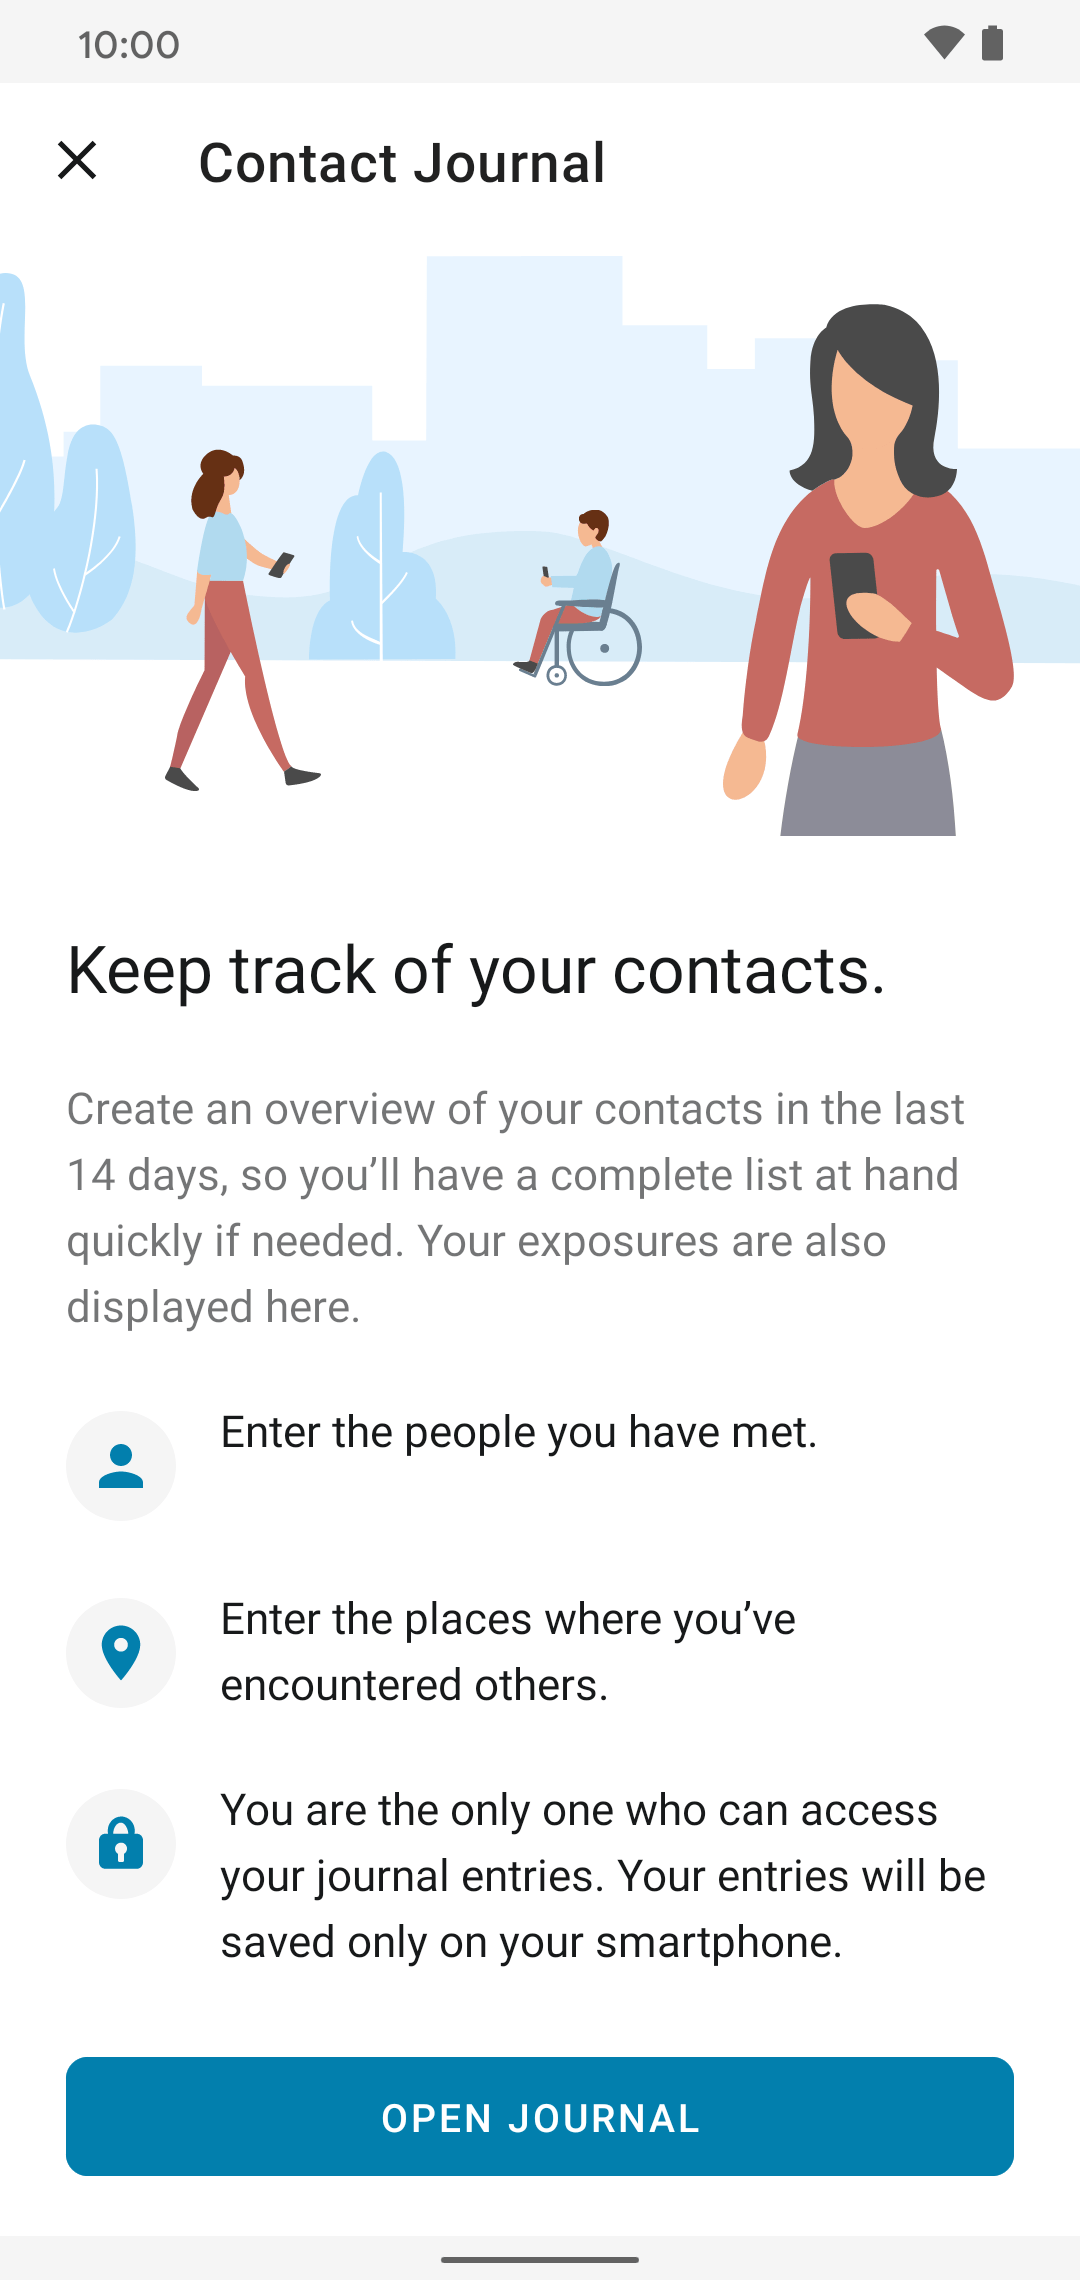 10:00
Contact Journal
Keep track of your contacts.
Create an overview of your contacts in the last
14 days, so you’ll have a complete list at hand
quickly if needed. Your exposures are also
displayed here.
Enter the people you have met.
Enter the places where you’ve
encountered others.
You are the only one who can access
your journal entries. Your entries will be
saved only on your smartphone.
OPEN JOURNAL